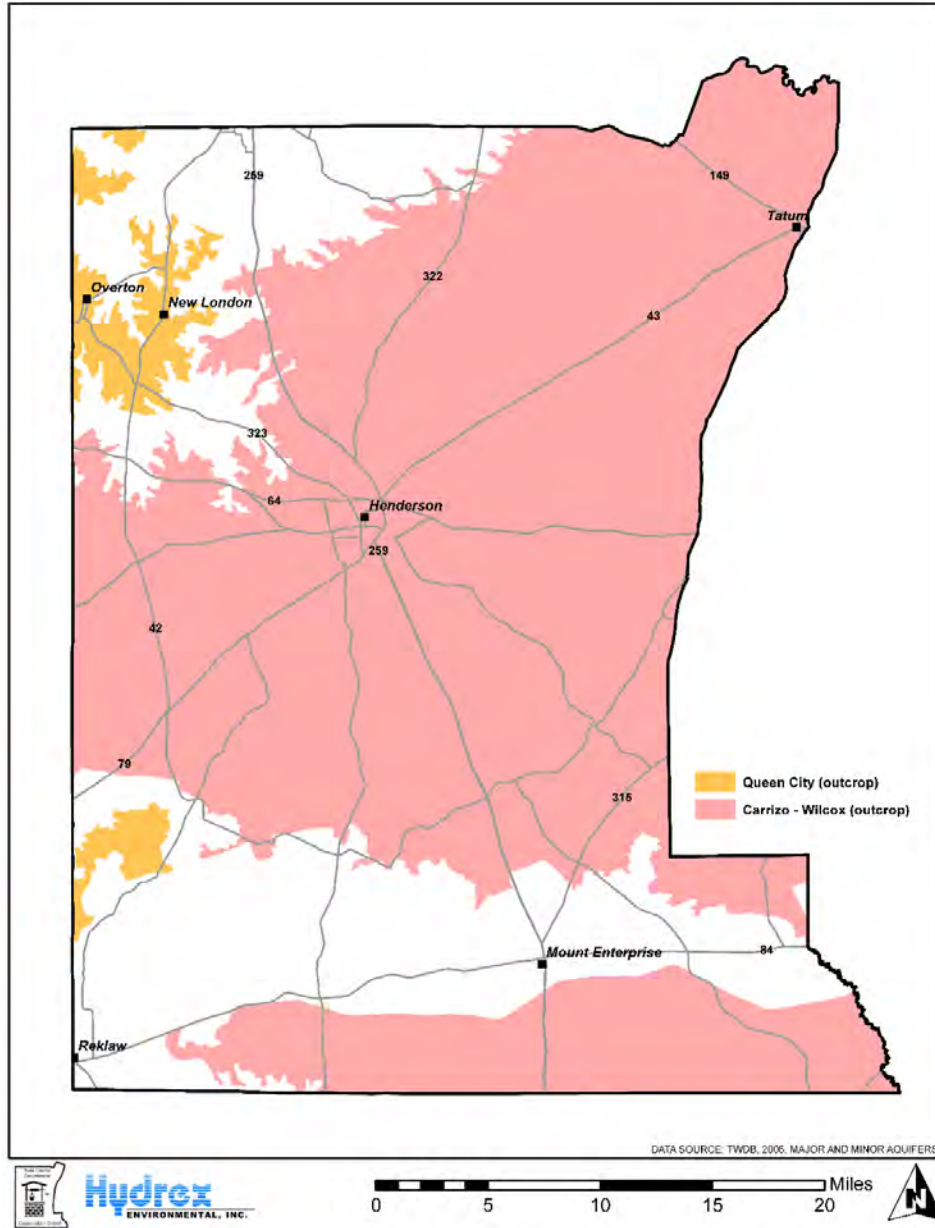 259
149
Tatum
322
Overton
New London
43
323
64
Henderson
259
42
79
Queen City (outcrop)
Carrizo - Wilcox (outcrop)
315
Mount Enterprise
84
Reklaw
DATA SOURCE: TWDB, 2006, MAJOR AND MINOR AQUIFERS
Hydrex
ENVIRONMENTAL, INC.
0 5 10 15 20 Miles
N